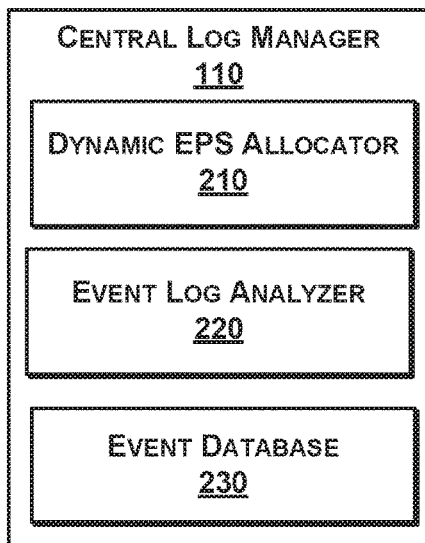 CENTRAL LOG MANAGER
110
DYNAMIC EPS ALLOCATOR
210
EVENT LOG ANALYZER
220
EVENT DATABASE
230